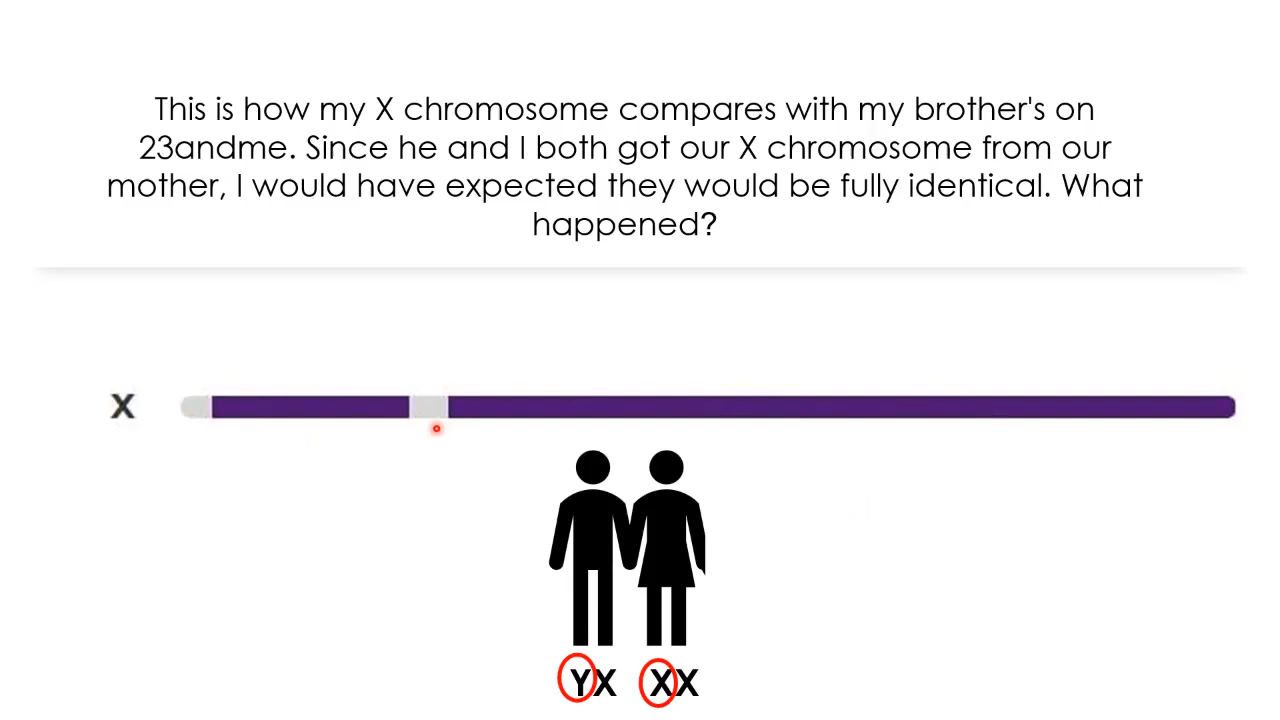 This is how my X chromosome compares with my brother's on
23andme. Since he and I both got our X chromosome from our
mother, I would have expected they would be fully identical. What
happened?
X
YX XX